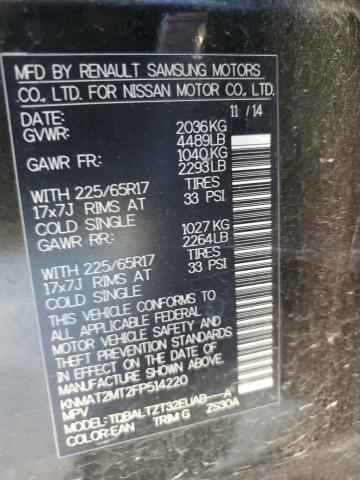 MFD BY RENAULT SAMSUNG MOTORS
CO., LTD. FOR NISSAN MOTOR CO., LTD.
DATE: 11 / 14
GVWR: 2036KG
4489LB
GAWR FR: 1040KG
2293LB
WITH 225/65R17 TIRES
17x7J RIMS AT 33 PSI
COLD SINGLE
GAWR RR: 1027KG
2264LB
WITH 225/65R17 TIRES
17x7J RIMS AT 33 PSI
COLD SINGLE
THIS VEHICLE CONFORMS TO
ALL APPLICABLE FEDERAL
MOTOR VEHICLE SAFETY AND
THEFT PREVENTION STANDARDS
IN EFFECT ON THE DATE OF
MANUFACTURE SHOWN ABOVE.
KNMAT2MT2FP514220
MPV A
MODEL:TDBALTZT32EUAB ZS30A
COLOR:EAN TRIM:G